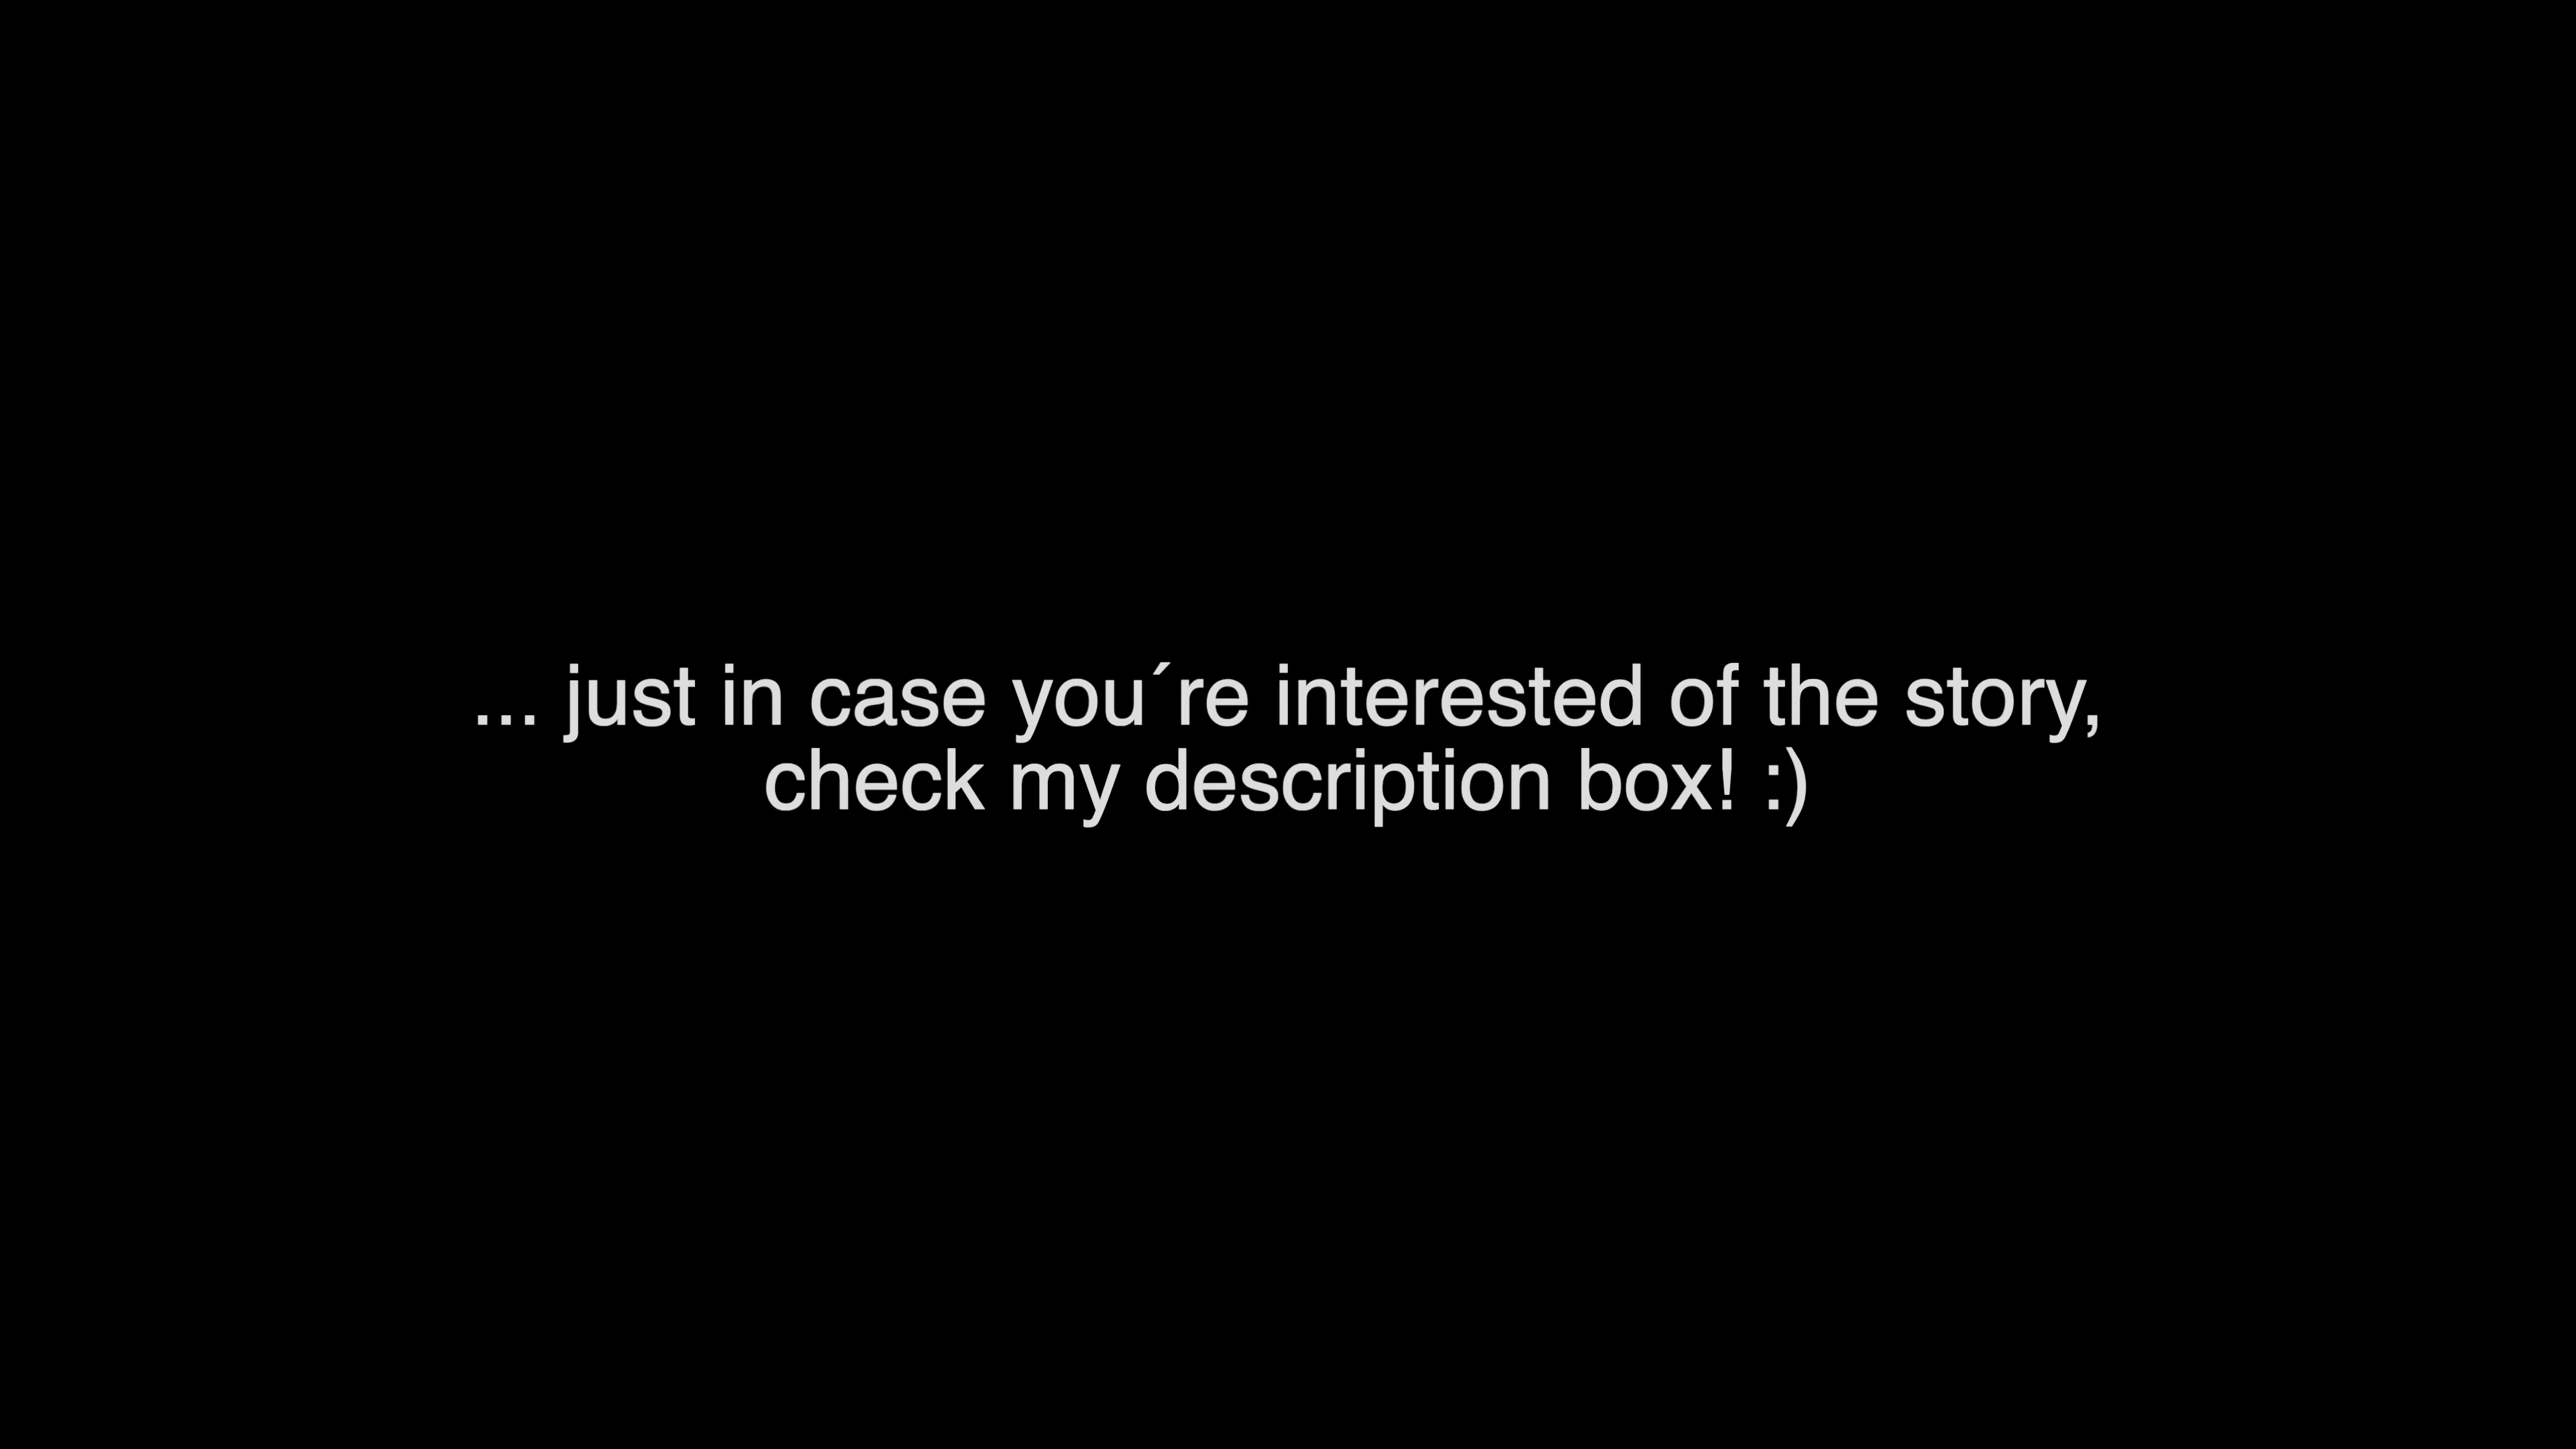 ... just in case you´re interested of the story,
check my description box! :)